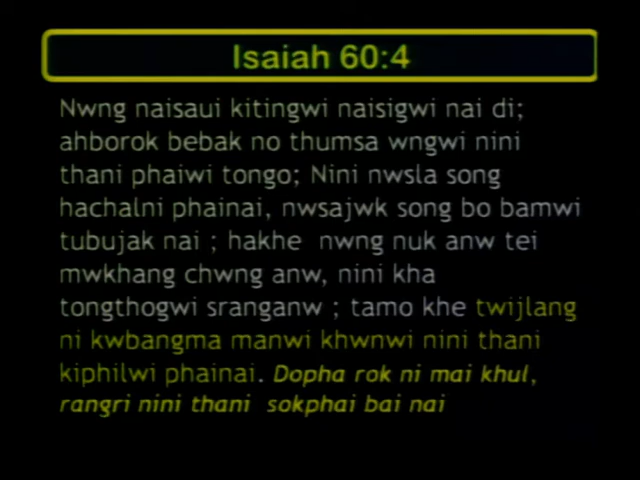 Isaiah 60:4
Nwng naisaui kitingwi naisigwi nai di;
ahborok bebak no thumsa wngwi nini
thani phaiwi tongo; Nini nwsla song
hachalni phainai, nwsajwk song bo bamwi
tubujak nai ; hakhe nwng nuk anw tei
mwkhang chwng anw, nini kha
tongthogwi sranganw ; tamo khe twijlang
ni kwbangma manwi khwnwi nini thani
kiphilwi phainai. Dopha rok ni mai khul,
rangri nini thani sokphai bai nai